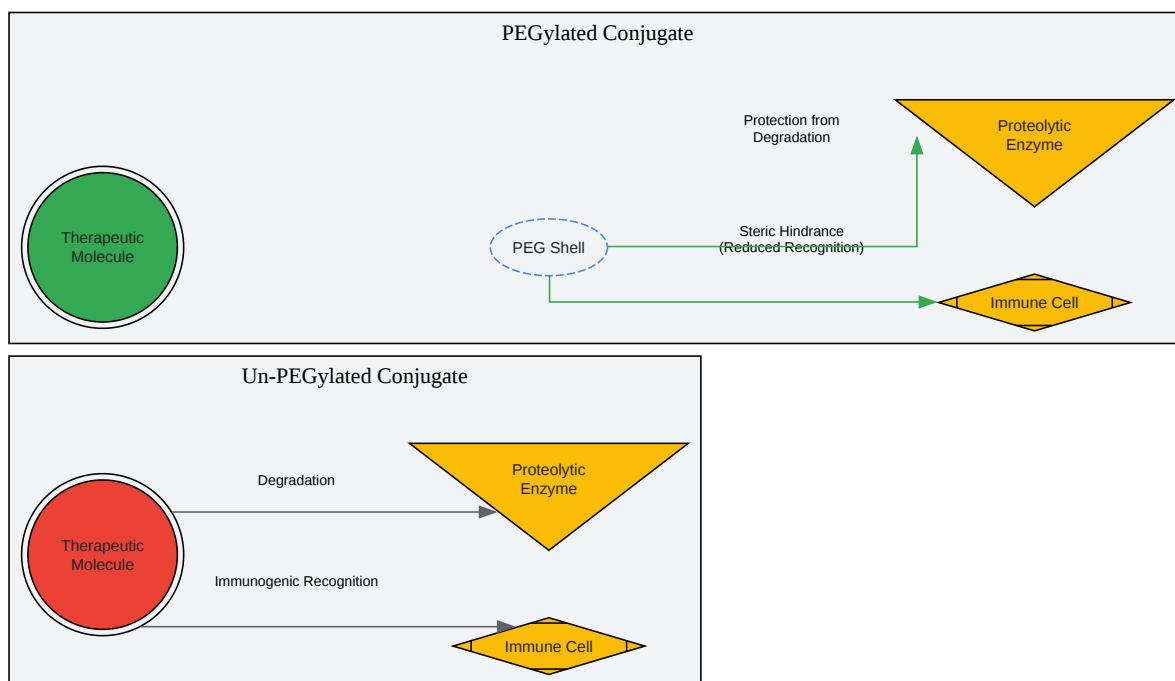 PEGylated Conjugate
Protection from
Degradation
Proteolytic
Enzyme
Therapeutic
Molecule
PEG Shell
Steric Hindrance
(Reduced Recognition)
Immune Cell
Un-PEGylated Conjugate
Degradation
Proteolytic
Enzyme
Therapeutic
Molecule
Immunogenic Recognition
Immune Cell